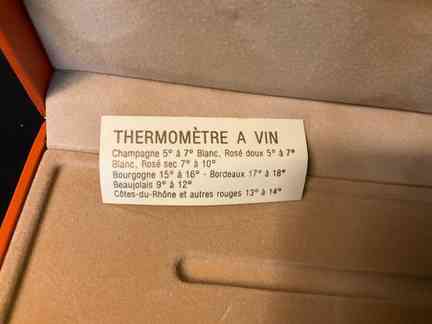 THERMOMÈTRE A VIN
Champagne 5° à 7° Blanc, Rosé doux 5° à 7°
Blanc, Rosé sec 7° à 10°
Bourgogne 15° à 16° - Bordeaux 17° à 18°
Beaujolais 9° à 12°
Côtes-du-Rhône et autres rouges 13° à 14°